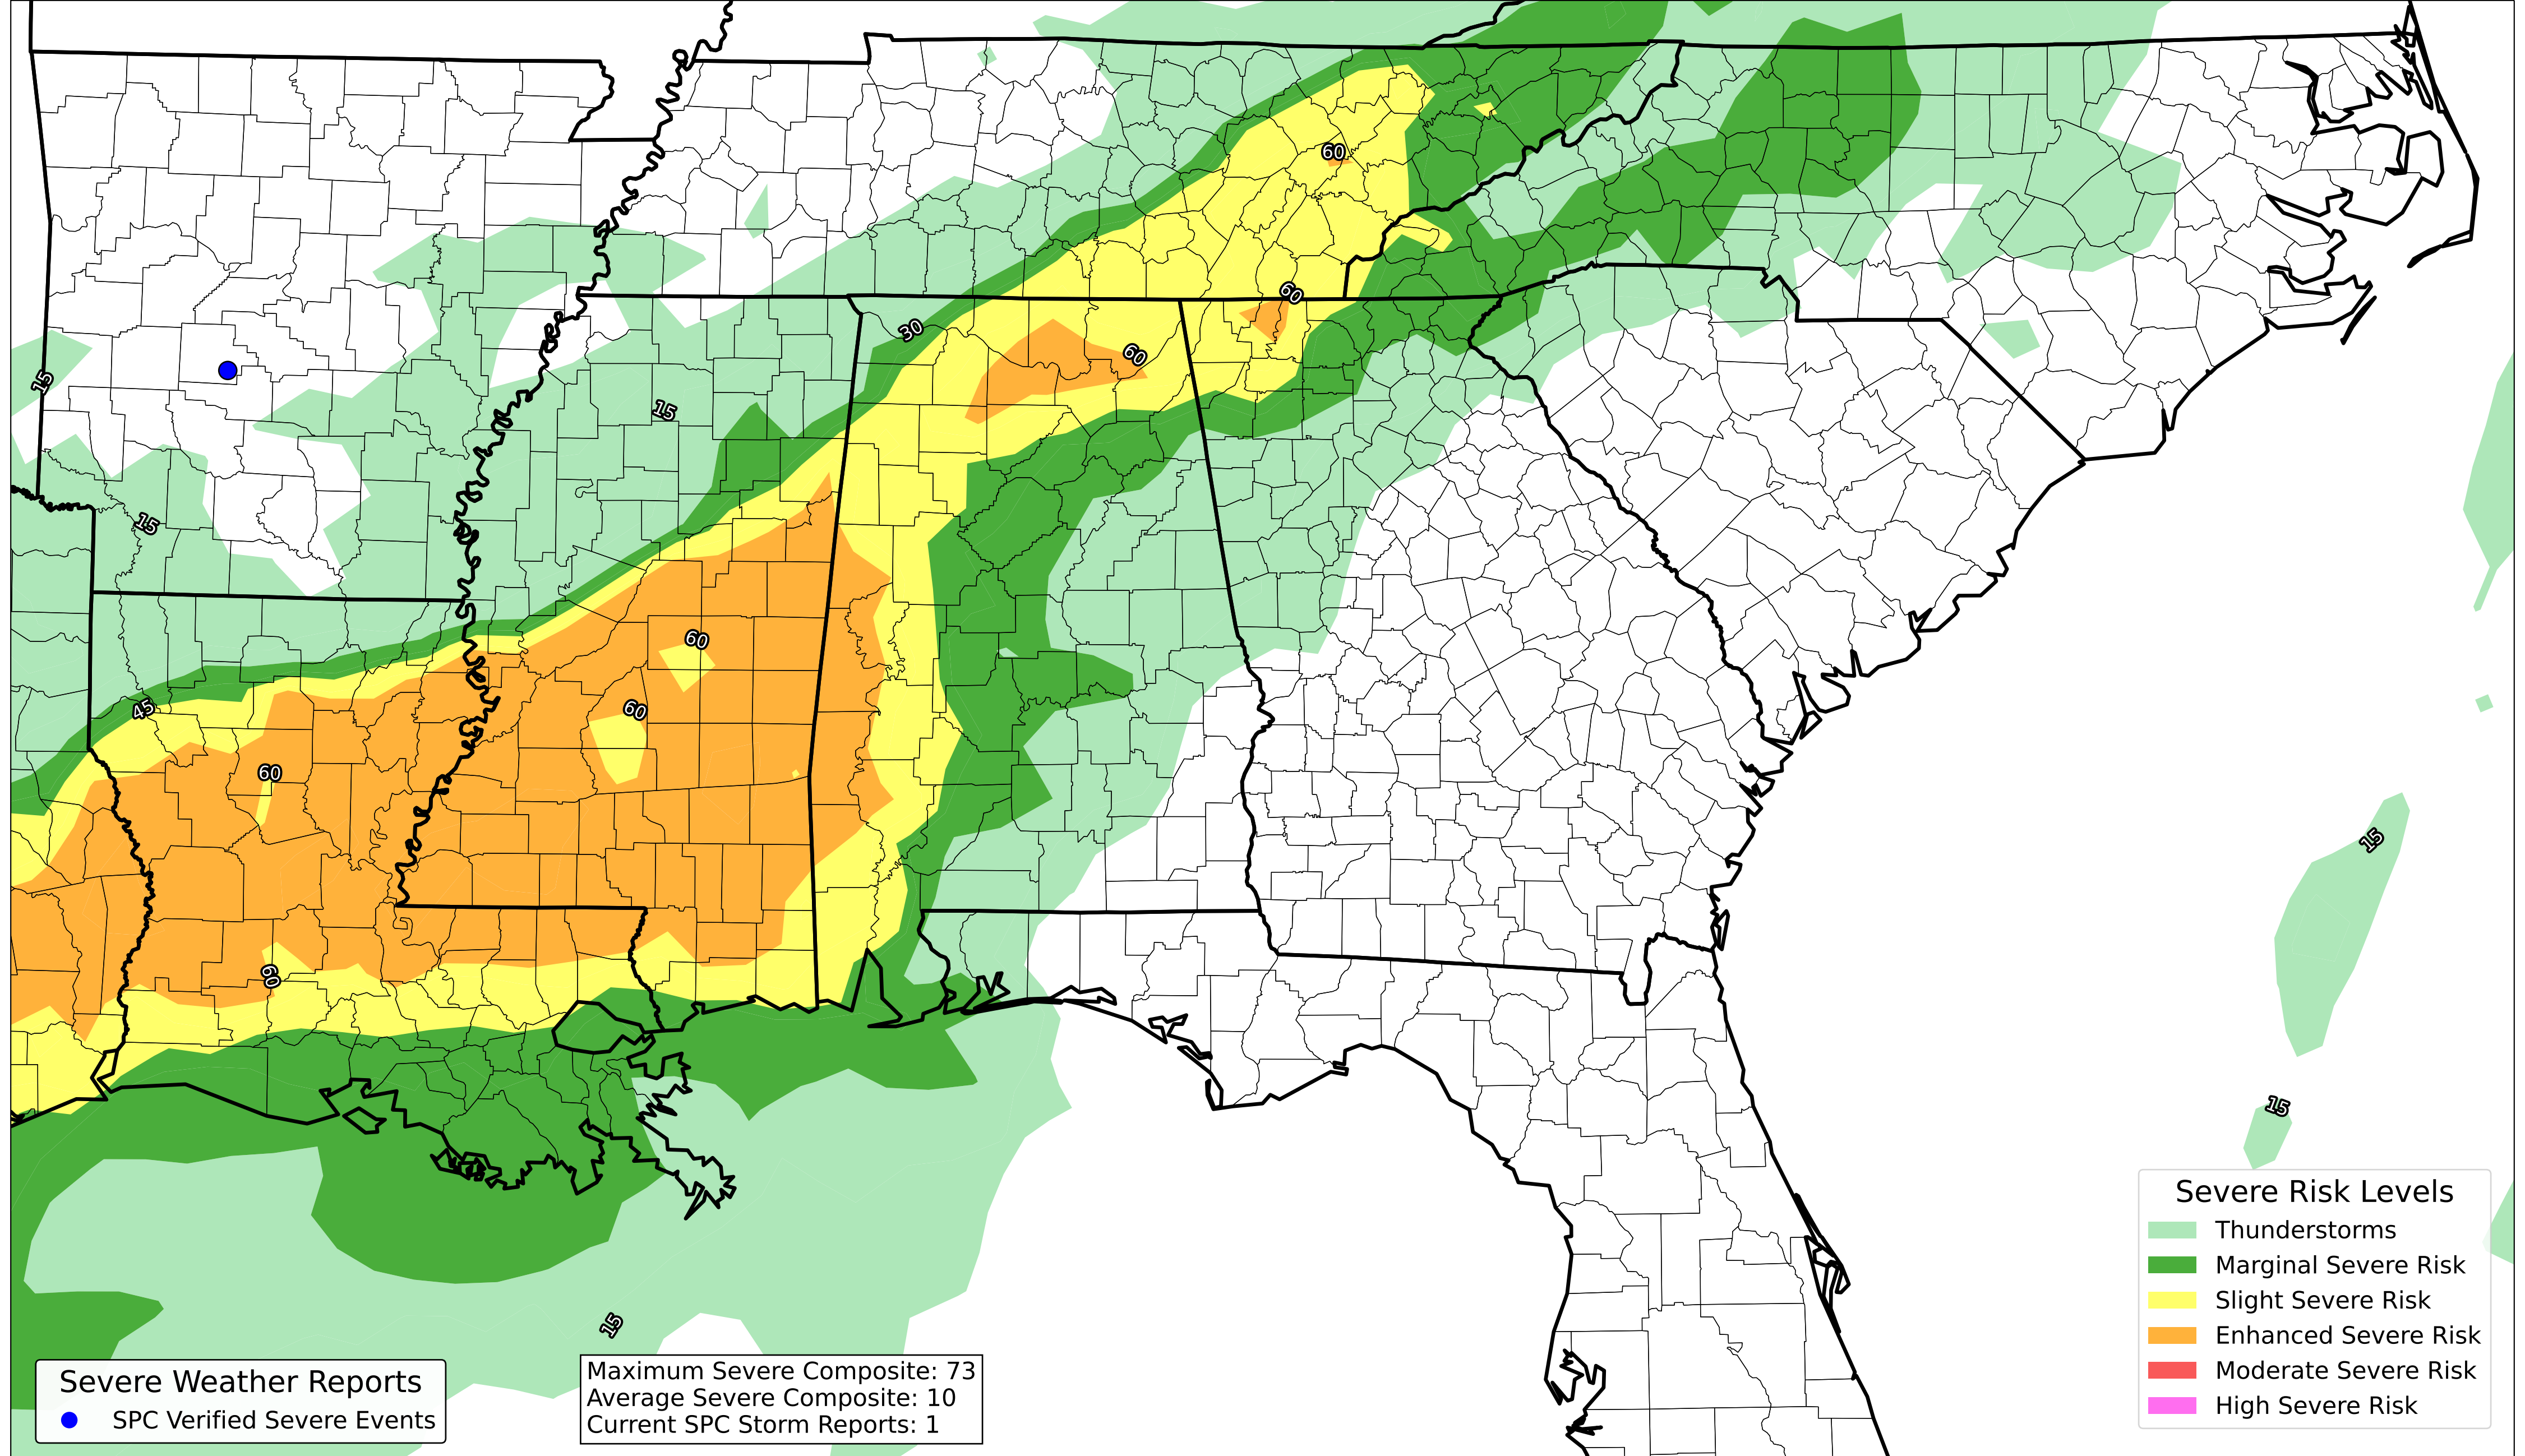 60
60
30
60
15
15
15
60
45
60
60
15
60
15
15
Severe Risk Levels
Thunderstorms
Marginal Severe Risk
Slight Severe Risk
Enhanced Severe Risk
Moderate Severe Risk
High Severe Risk
Severe Weather Reports
SPC Verified Severe Events
Maximum Severe Composite: 73
Average Severe Composite: 10
Current SPC Storm Reports: 1